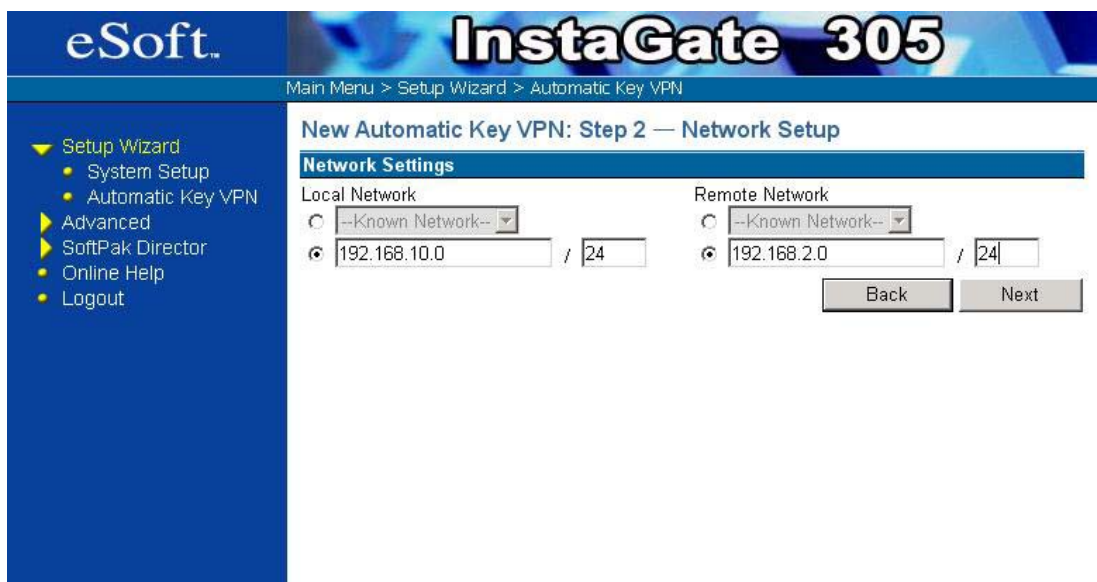 eSoft™
InstaGate 305
Main Menu > Setup Wizard > Automatic Key VPN
Setup Wizard
System Setup
Automatic Key VPN
Advanced
SoftPak Director
Online Help
Logout
New Automatic Key VPN: Step 2 — Network Setup
Network Settings
Local Network
--Known Network--
192.168.10.0 / 24
Remote Network
--Known Network--
192.168.2.0 / 24
Back
Next